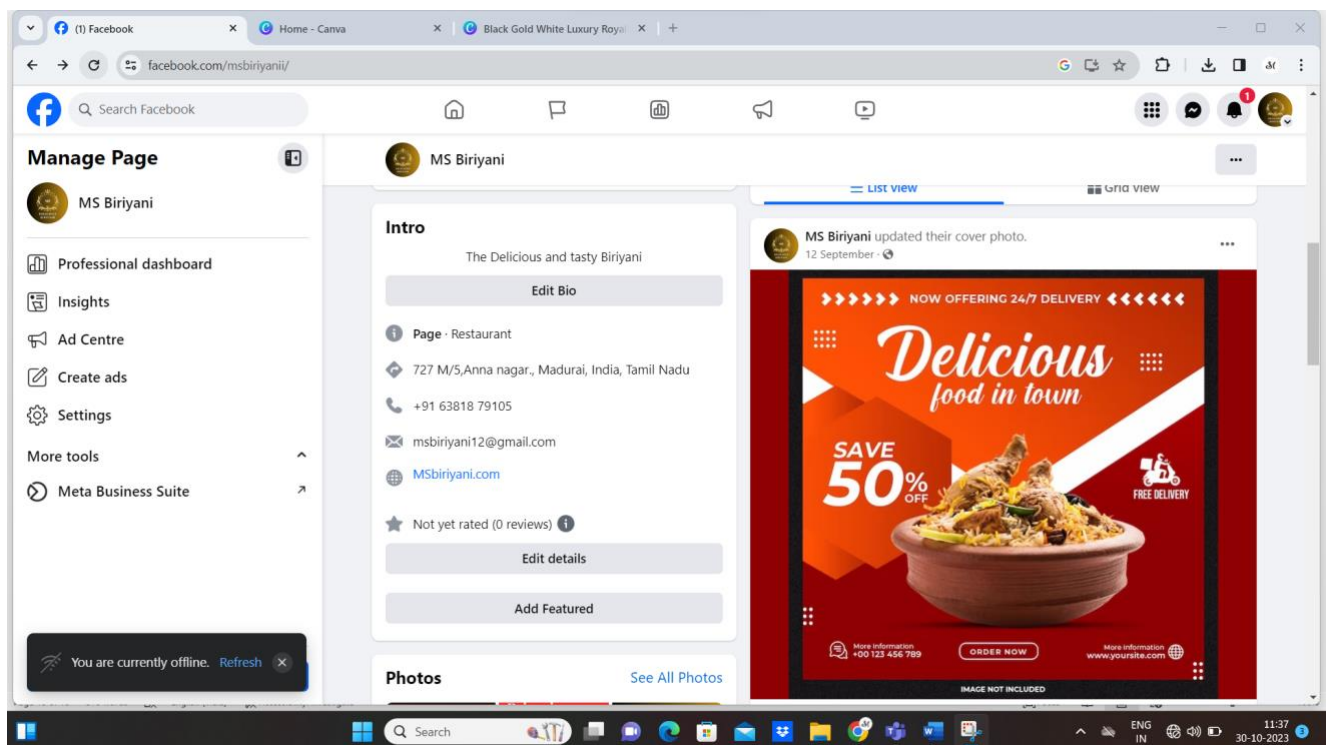 (1) Facebook
Home - Canva
Black Gold White Luxury Royal
facebook.com/msbiriyanii/
Search Facebook
1
Manage Page
MS Biriyani
Professional dashboard
Insights
Ad Centre
Create ads
Settings
More tools
Meta Business Suite
You are currently offline. Refresh
MS Biriyani
Intro
The Delicious and tasty Biriyani
Edit Bio
Page · Restaurant
727 M/5,Anna nagar., Madurai, India, Tamil Nadu
+91 63818 79105
msbiriyani12@gmail.com
MSbiriyani.com
Not yet rated (0 reviews)
Edit details
Add Featured
Photos
See All Photos
List view
Grid view
MS Biriyani updated their cover photo.
12 September ·
NOW OFFERING 24/7 DELIVERY
Delicious
food in town
SAVE
50%
OFF
FREE DELIVERY
More Information
+00 123 456 789
ORDER NOW
More information
www.yoursite.com
IMAGE NOT INCLUDED
Search
ENG
IN
11:37
30-10-2023
3